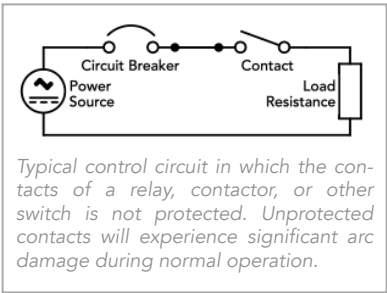 Circuit Breaker Contact
Power Load
Source Resistance
Typical control circuit in which the con-
tacts of a relay, contactor, or other
switch is not protected. Unprotected
contacts will experience significant arc
damage during normal operation.